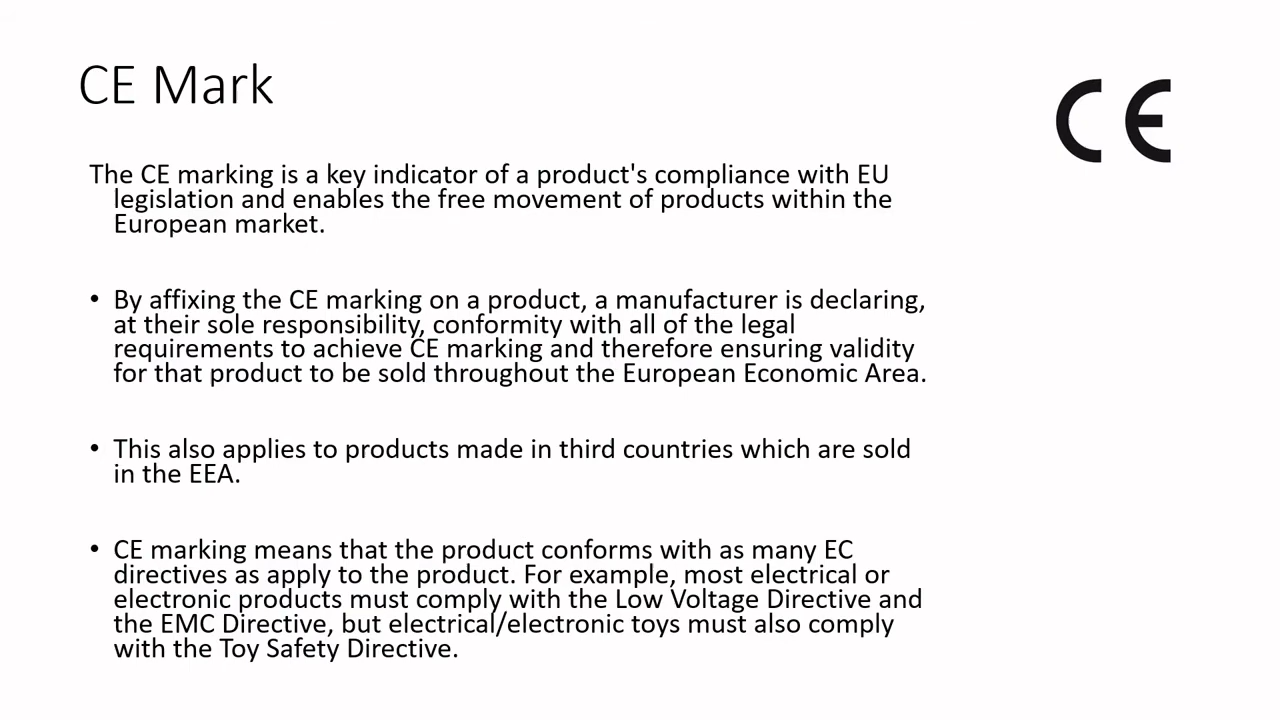 CE Mark
CE
The CE marking is a key indicator of a product's compliance with EU
legislation and enables the free movement of products within the
European market.
• By affixing the CE marking on a product, a manufacturer is declaring,
at their sole responsibility, conformity with all of the legal
requirements to achieve CE marking and therefore ensuring validity
for that product to be sold throughout the European Economic Area.
• This also applies to products made in third countries which are sold
in the EEA.
• CE marking means that the product conforms with as many EC
directives as apply to the product. For example, most electrical or
electronic products must comply with the Low Voltage Directive and
the EMC Directive, but electrical/electronic toys must also comply
with the Toy Safety Directive.